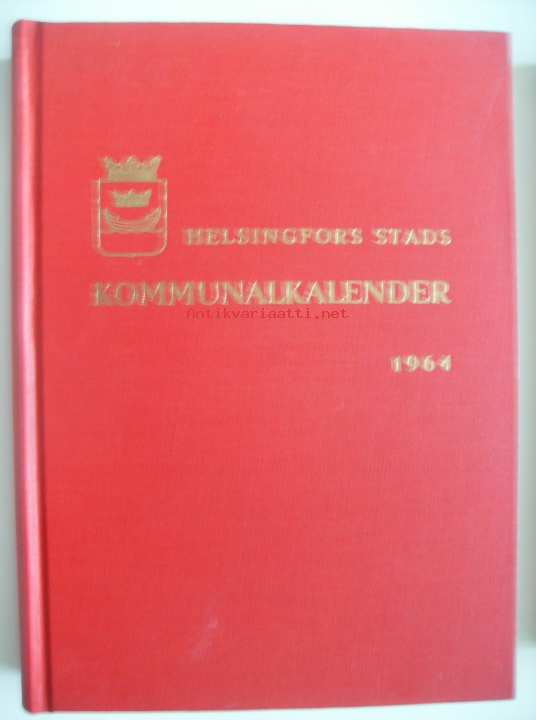 HELSINGFORS STADS
KOMMUNALKALENDER
Antikvariaatti.net
1964